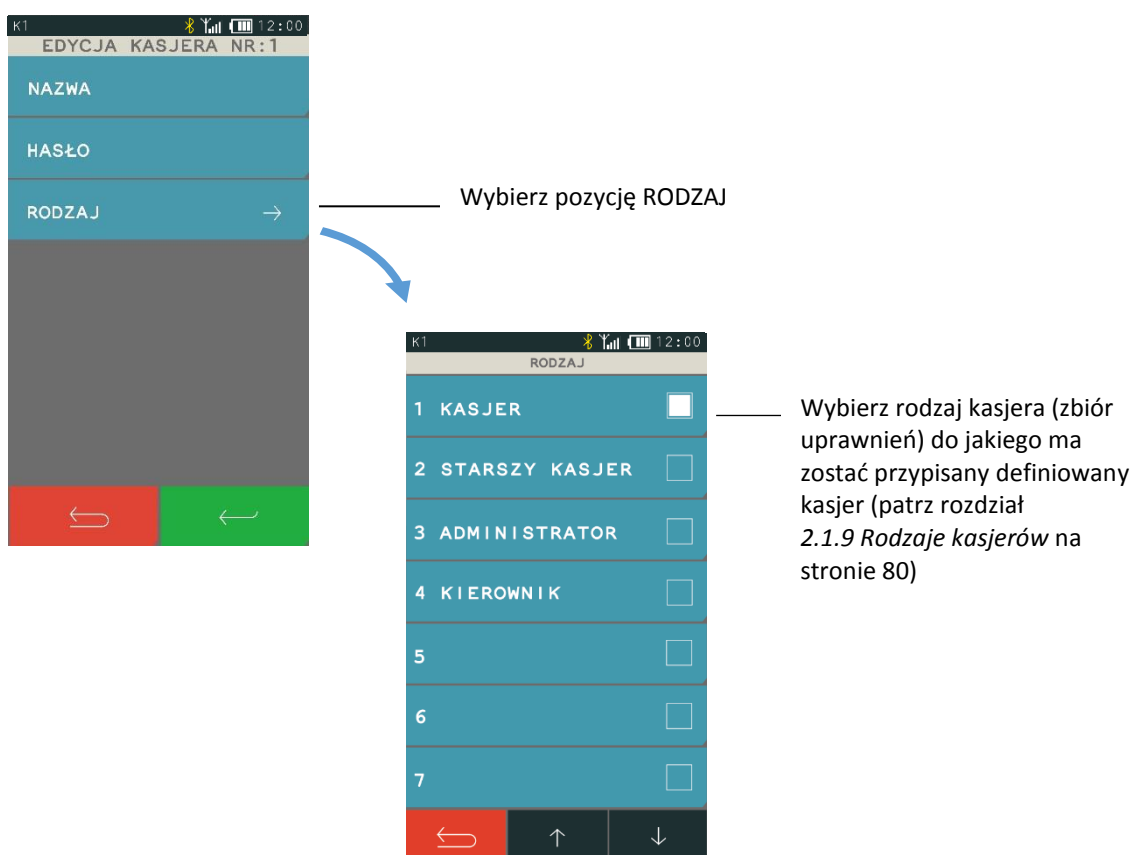 K1 12:00
EDYCJA KASJERA NR:1
NAZWA
HASŁO
RODZAJ
Wybierz pozycję RODZAJ
K1 12:00
RODZAJ
1 KASJER
2 STARSZY KASJER
3 ADMINISTRATOR
4 KIEROWNIK
5
6
7
Wybierz rodzaj kasjera (zbiór
uprawnień) do jakiego ma
zostać przypisany definiowany
kasjer (patrz rozdział
2.1.9 Rodzaje kasjerów na
stronie 80)